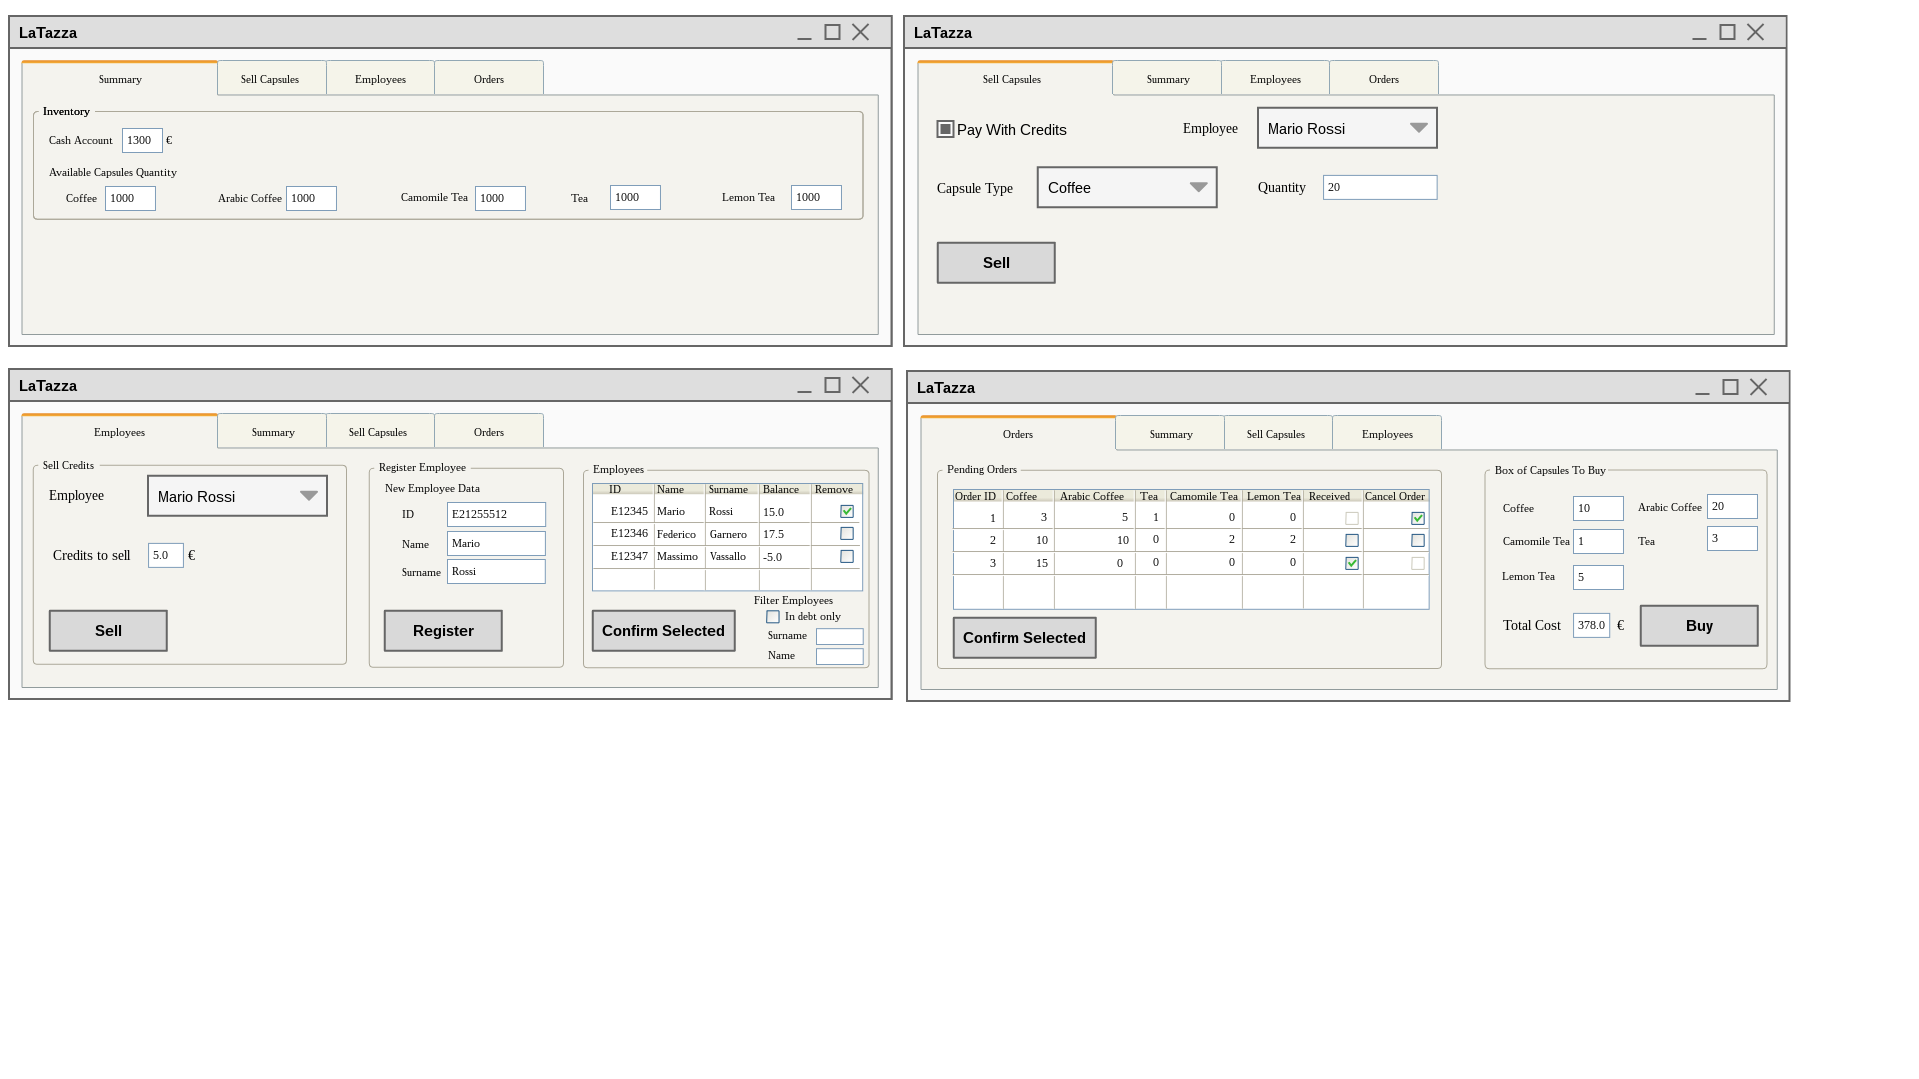 LaTazza
Summary Sell Capsules Employees Orders
Inventory
Cash Account 1300 €
Available Capsules Quantity
Coffee 1000 Arabic Coffee 1000 Camomile Tea 1000 Tea 1000 Lemon Tea 1000
LaTazza
Sell Capsules Summary Employees Orders
Pay With Credits Employee Mario Rossi
Capsule Type Coffee Quantity 20
Sell
LaTazza
Employees Summary Sell Capsules Orders
Sell Credits
Employee Mario Rossi
Credits to sell 5.0 €
Sell
Register Employee
New Employee Data
ID E21255512
Name Mario
Surname Rossi
Register
Employees
ID Name Surname Balance Remove
E12345 Mario Rossi 15.0
E12346 Federico Garnero 17.5
E12347 Massimo Vassallo -5.0
Filter Employees
In debt only
Confirm Selected
Surname
Name
LaTazza
Orders Summary Sell Capsules Employees
Pending Orders
Order ID Coffee Arabic Coffee Tea Camomile Tea Lemon Tea Received Cancel Order
1 3 5 1 0 0
2 10 10 0 2 2
3 15 0 0 0 0
Confirm Selected
Box of Capsules To Buy
Coffee 10 Arabic Coffee 20
Camomile Tea 1 Tea 3
Lemon Tea 5
Total Cost 378.0 € Buy